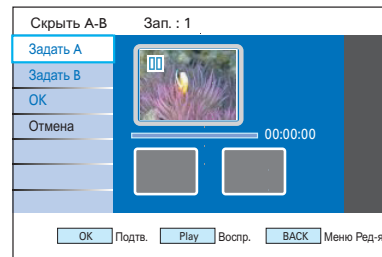 Скрыть A-B Зап. : 1
Задать A
Задать B
OK
Отмена
00:00:00
OK Подтв. Play Воспр. BACK Меню Ред-я